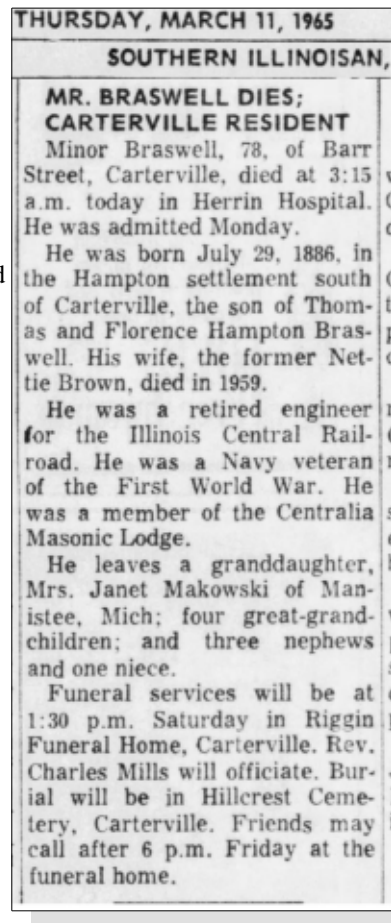 THURSDAY, MARCH 11, 1965
SOUTHERN ILLINOISAN,
MR. BRASWELL DIES;
CARTERVILLE RESIDENT
Minor Braswell, 78, of Barr
Street, Carterville, died at 3:15
a.m. today in Herrin Hospital.
He was admitted Monday.
He was born July 29, 1886, in
the Hampton settlement south
of Carterville, the son of Thom-
as and Florence Hampton Bras-
well. His wife, the former Net-
tie Brown, died in 1959.
He was a retired engineer
for the Illinois Central Rail-
road. He was a Navy veteran
of the First World War. He
was a member of the Centralia
Masonic Lodge.
He leaves a granddaughter,
Mrs. Janet Makowski of Man-
istee, Mich; four great-grand-
children; and three nephews
and one niece.
Funeral services will be at
1:30 p.m. Saturday in Riggin
Funeral Home, Carterville. Rev.
Charles Mills will officiate. Bur-
ial will be in Hillcrest Ceme-
tery, Carterville. Friends may
call after 6 p.m. Friday at the
funeral home.